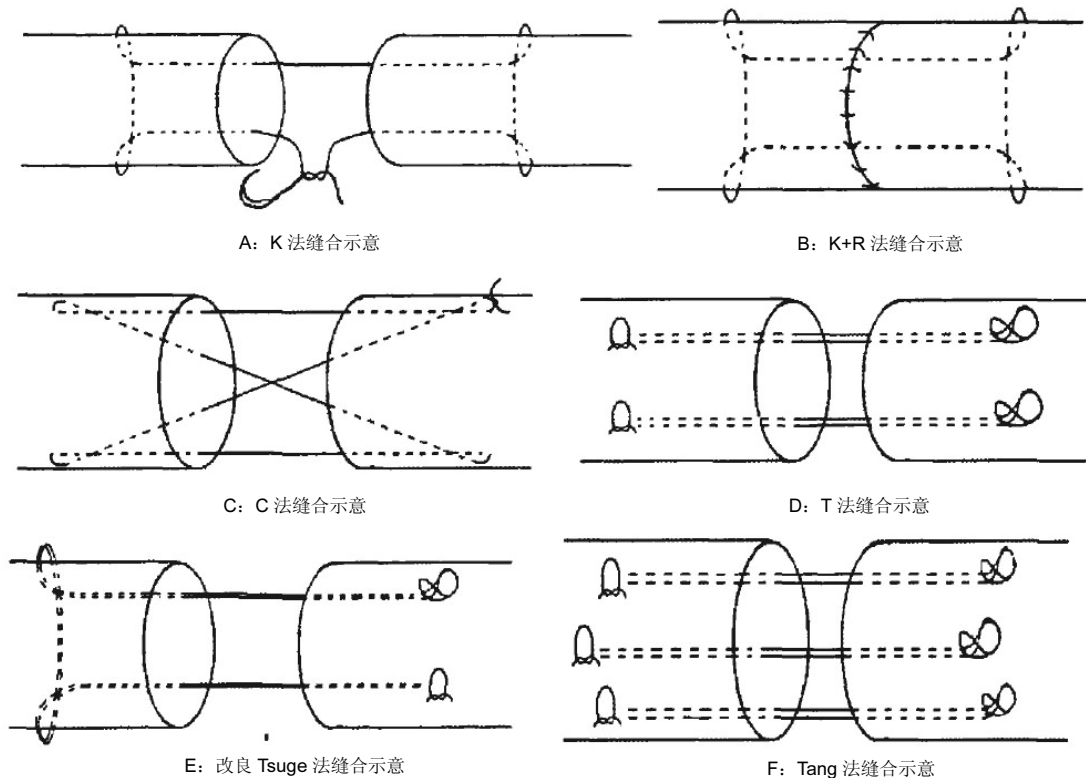 A：K 法缝合示意
B：K+R 法缝合示意
C：C 法缝合示意
D：T 法缝合示意
E：改良 Tsuge 法缝合示意
F：Tang 法缝合示意